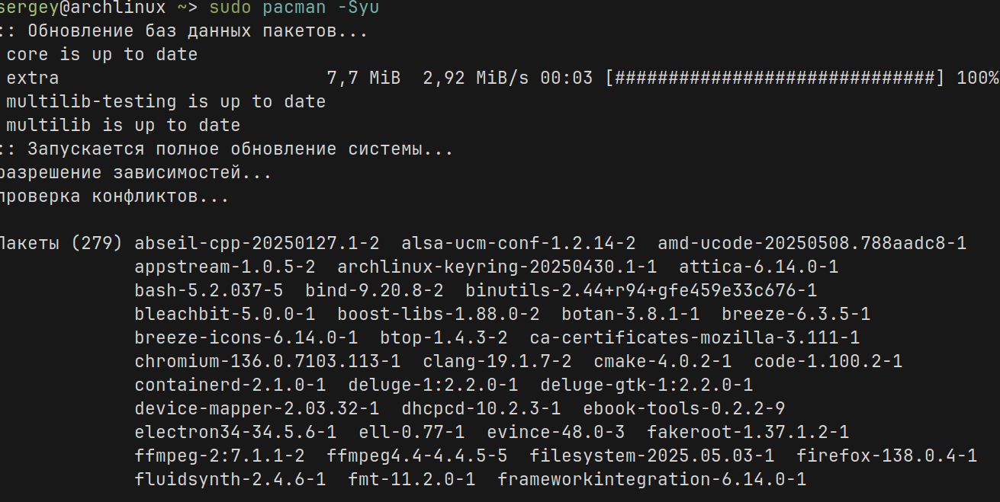 sergey@archlinux ~> sudo pacman -Syu
:: Обновление баз данных пакетов...
core is up to date
extra 7,7 MiB 2,92 MiB/s 00:03 [##############################] 100%
multilib-testing is up to date
multilib is up to date
:: Запускается полное обновление системы...
разрешение зависимостей...
проверка конфликтов...
Пакеты (279) abseil-cpp-20250127.1-2 alsa-ucm-conf-1.2.14-2 amd-ucode-20250508.788aadc8-1
appstream-1.0.5-2 archlinux-keyring-20250430.1-1 attica-6.14.0-1
bash-5.2.037-5 bind-9.20.8-2 binutils-2.44+r94+gfe459e33c676-1
bleachbit-5.0.0-1 boost-libs-1.88.0-2 botan-3.8.1-1 breeze-6.3.5-1
breeze-icons-6.14.0-1 btop-1.4.3-2 ca-certificates-mozilla-3.111-1
chromium-136.0.7103.113-1 clang-19.1.7-2 cmake-4.0.2-1 code-1.100.2-1
containerd-2.1.0-1 deluge-1:2.2.0-1 deluge-gtk-1:2.2.0-1
device-mapper-2.03.32-1 dhcpcd-10.2.3-1 ebook-tools-0.2.2-9
electron34-34.5.6-1 ell-0.77-1 evince-48.0-3 fakeroot-1.37.1.2-1
ffmpeg-2:7.1.1-2 ffmpeg4.4-4.4.5-5 filesystem-2025.05.03-1 firefox-138.0.4-1
fluidsynth-2.4.6-1 fmt-11.2.0-1 frameworkintegration-6.14.0-1